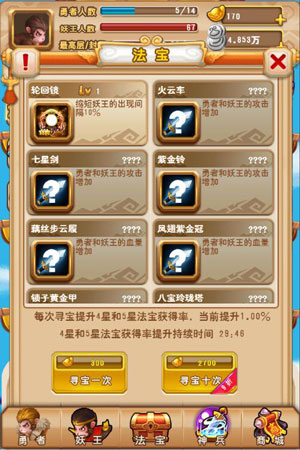 勇者人数 5/14
170
妖王人数 67
4,853万
最高层/封
法宝
轮回镜 Lv 1
缩短妖王的出现间
隔10%
火云车 ????
勇者和妖王的攻击
增加
七星剑 ????
勇者和妖王的攻击
增加
紫金铃 ????
勇者和妖王的攻击
增加
藕丝步云履 ????
勇者和妖王的血量
增加
凤翅紫金冠 ????
勇者和妖王的血量
增加
锁子黄金甲 ????
八宝玲珑塔 ????
每次寻宝提升4星和5星法宝获得率，当前提升1.00%
4星和5星法宝获得率提升持续时间 29:46
300
寻宝一次
2700
寻宝十次
勇者
妖王
法宝
神兵
商城